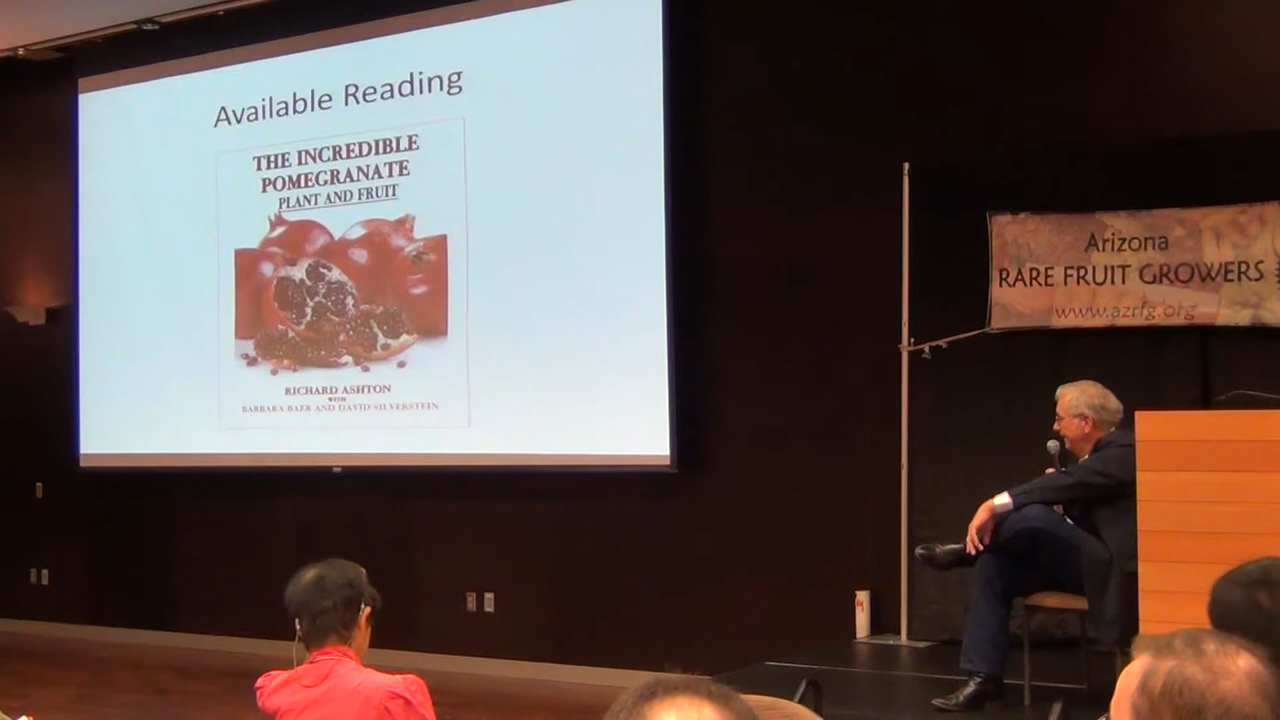 Available Reading
THE INCREDIBLE
POMEGRANATE
PLANT AND FRUIT
RICHARD ASHTON
WITH
BARBARA BAER AND DAVID SILVERSTEIN
Arizona
RARE FRUIT GROWERS
www.azrfg.org